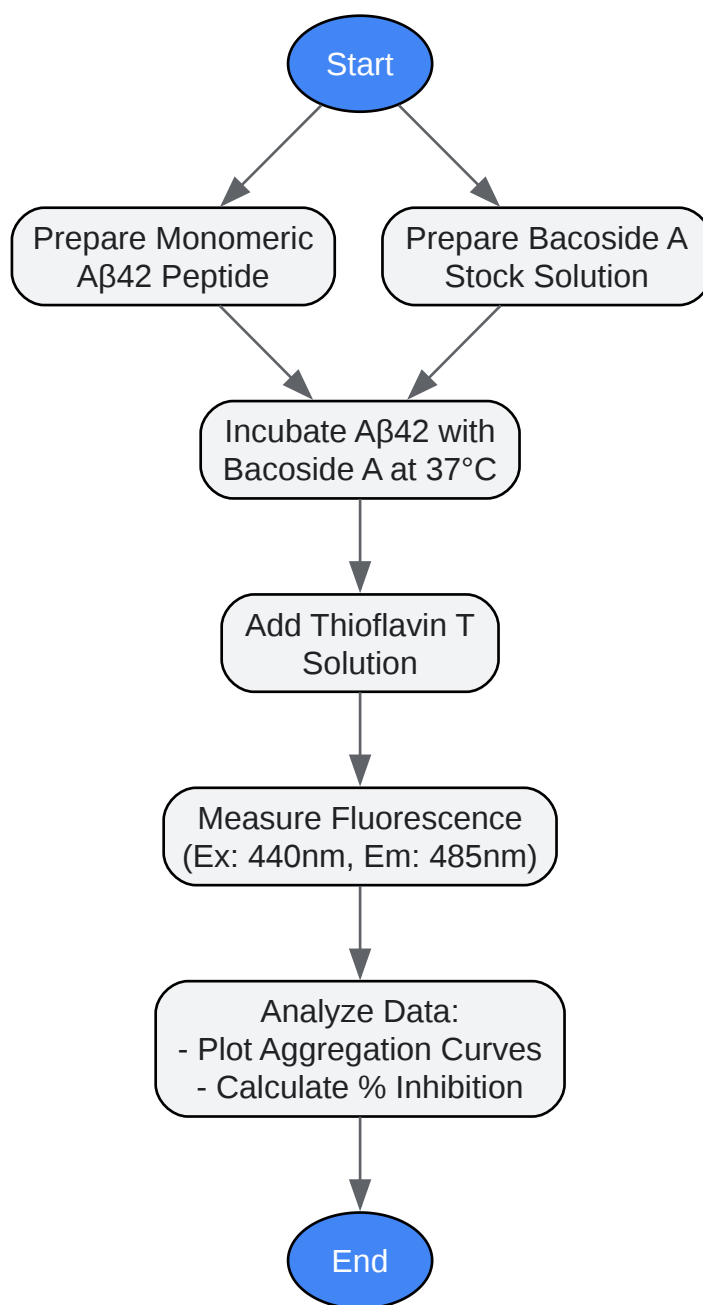 Start
Prepare Monomeric
Aβ42 Peptide
Prepare Bacoside A
Stock Solution
Incubate Aβ42 with
Bacoside A at 37°C
Add Thioflavin T
Solution
Measure Fluorescence
(Ex: 440nm, Em: 485nm)
Analyze Data:
- Plot Aggregation Curves
- Calculate % Inhibition
End